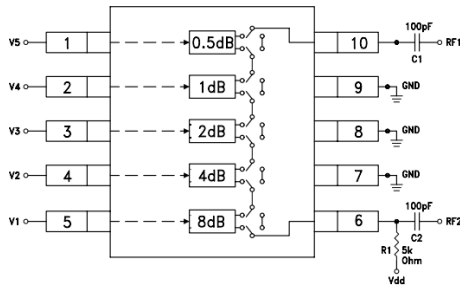 100pF
V5 1 0.5dB 10 RF1
C1
V4 2 1dB 9 GND
V3 3 2dB 8 GND
V2 4 4dB 7 GND
100pF
V1 5 8dB 6 RF2
C2
R1 5k
Ohm
Vdd